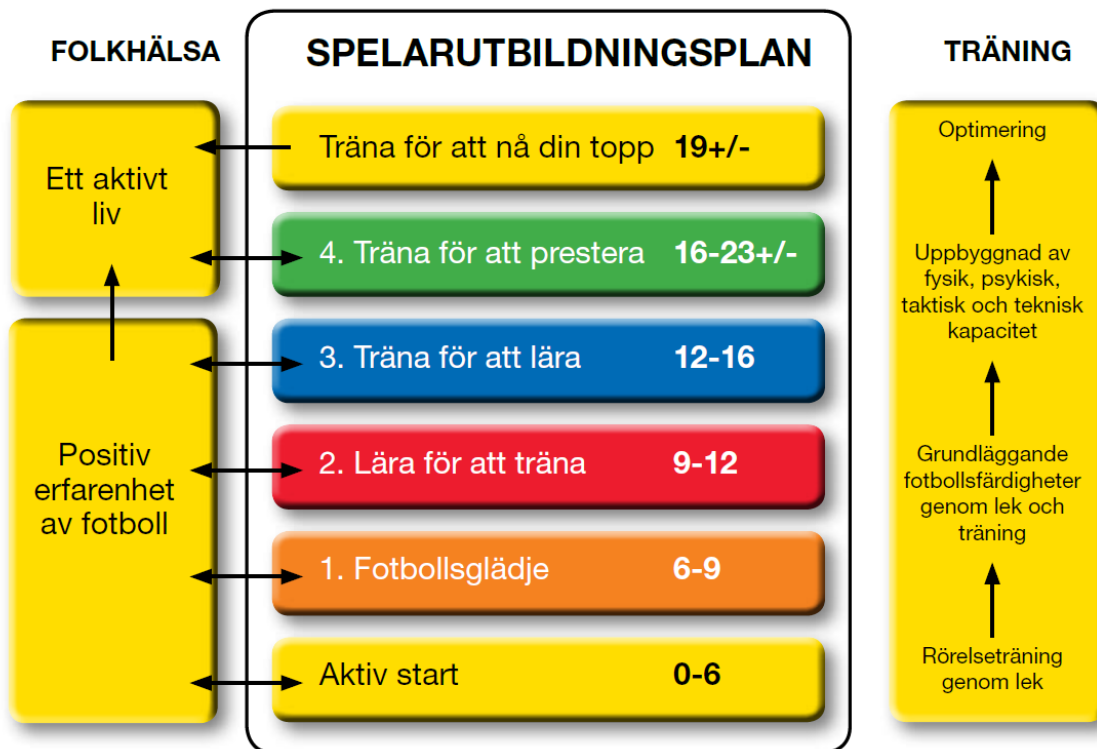 FOLKHÄLSA
Ett aktivt
liv
Positiv
erfarenhet
av fotboll
SPELARUTBILDNINGSPLAN
Träna för att nå din topp 19+/-
4. Träna för att prestera 16-23+/-
3. Träna för att lära 12-16
2. Lära för att träna 9-12
1. Fotbollsglädje 6-9
Aktiv start 0-6
TRÄNING
Optimering
Uppbyggnad av
fysik, psykisk,
taktisk och teknisk
kapacitet
Grundläggande
fotbollsfärdigheter
genom lek och
träning
Rörelseträning
genom lek